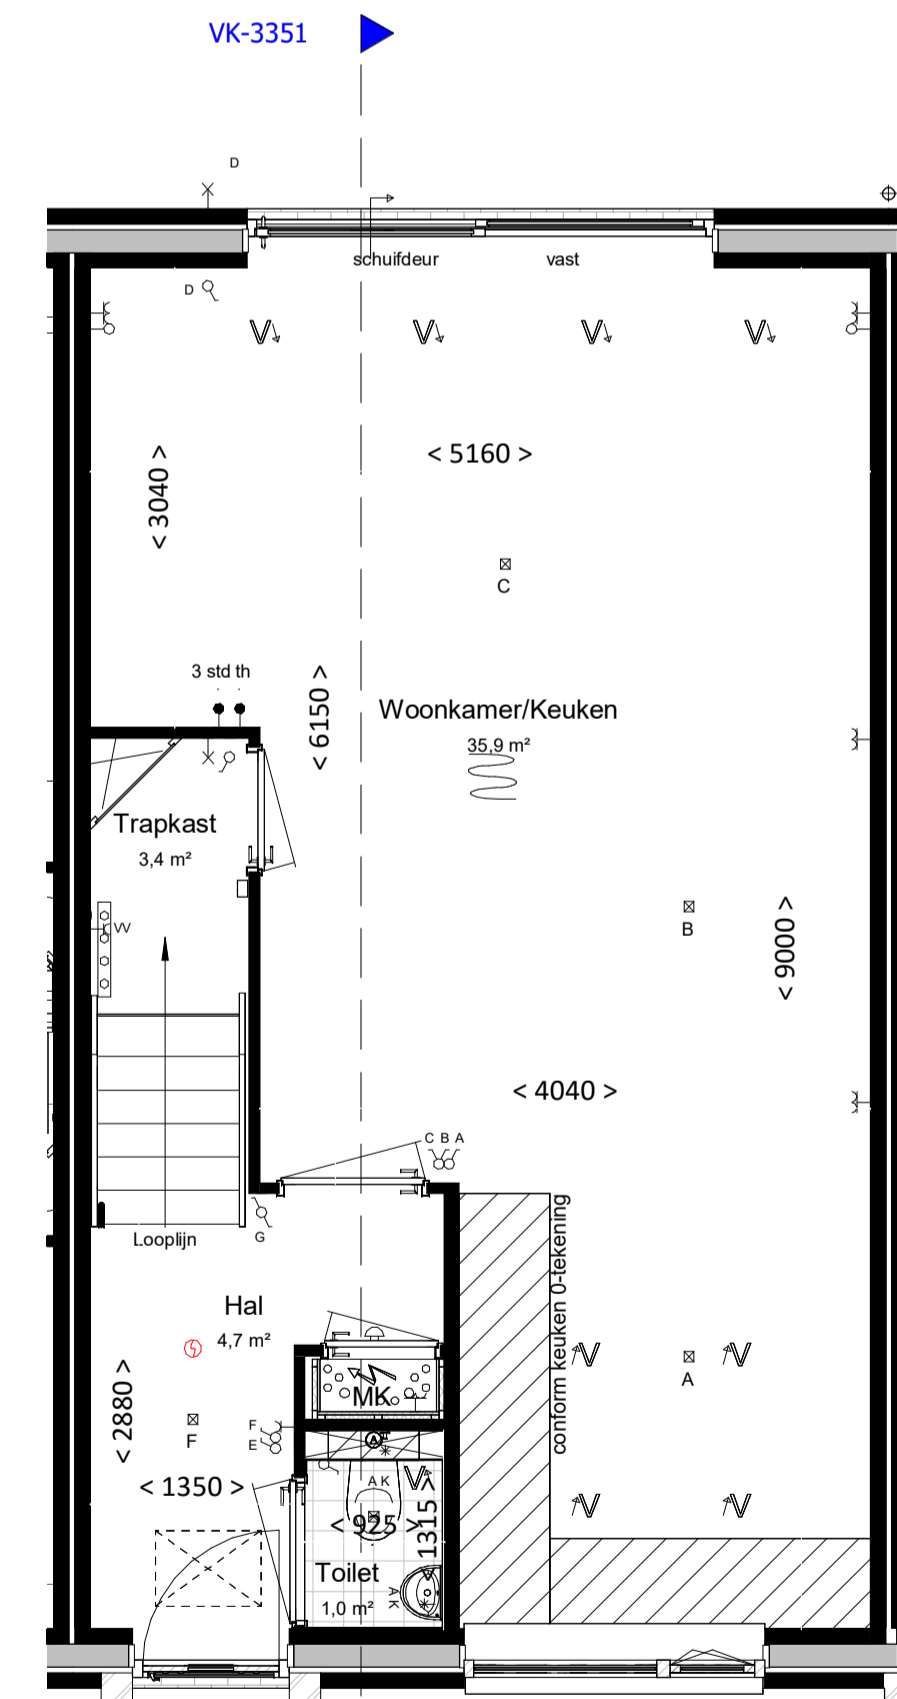 VK-3351
D
schuifdeur
vast
D
V
V
V
V
< 5160 >
< 3040 >
C
3 std th
< 6150 >
Woonkamer/Keuken
35,9 m²
Trapkast
3,4 m²
VV
B
< 9000 >
< 4040 >
C B A
G
Looplijn
conform keuken 0-tekening
Hal
4,7 m²
V
V
A
MK
< 2880 >
F
F
E
A
< 1350 >
V
A K
V
V
< 925 >
< 1315 >
Toilet
1,0 m²
A K